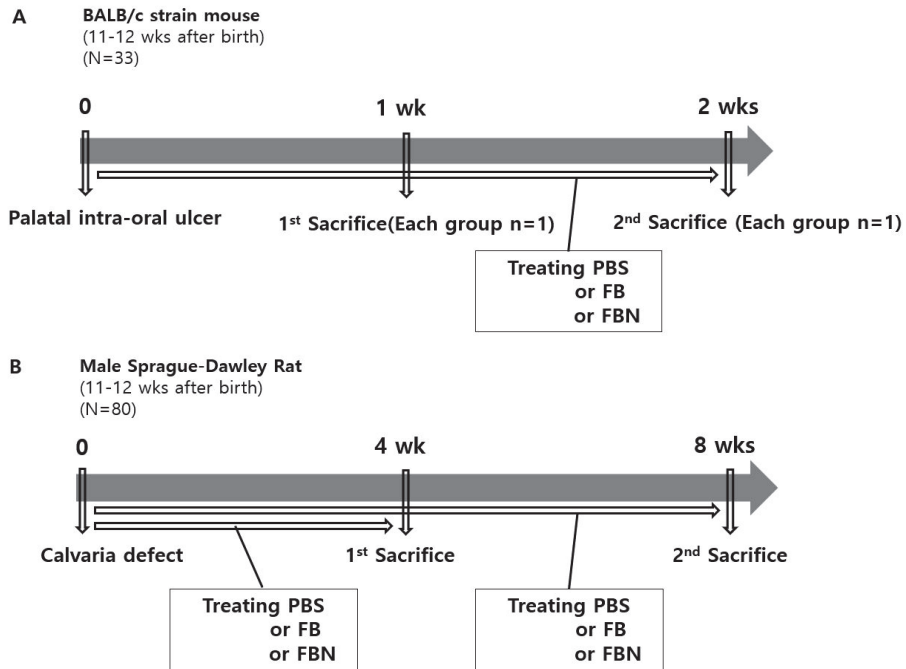 A
BALB/c strain mouse
(11-12 wks after birth)
(N=33)
0 1 wk 2 wks
Palatal intra-oral ulcer 1st Sacrifice(Each group n=1) 2nd Sacrifice (Each group n=1)
Treating PBS
or FB
or FBN
B
Male Sprague-Dawley Rat
(11-12 wks after birth)
(N=80)
0 4 wk 8 wks
Calvaria defect 1st Sacrifice 2nd Sacrifice
Treating PBS
or FB
or FBN
Treating PBS
or FB
or FBN